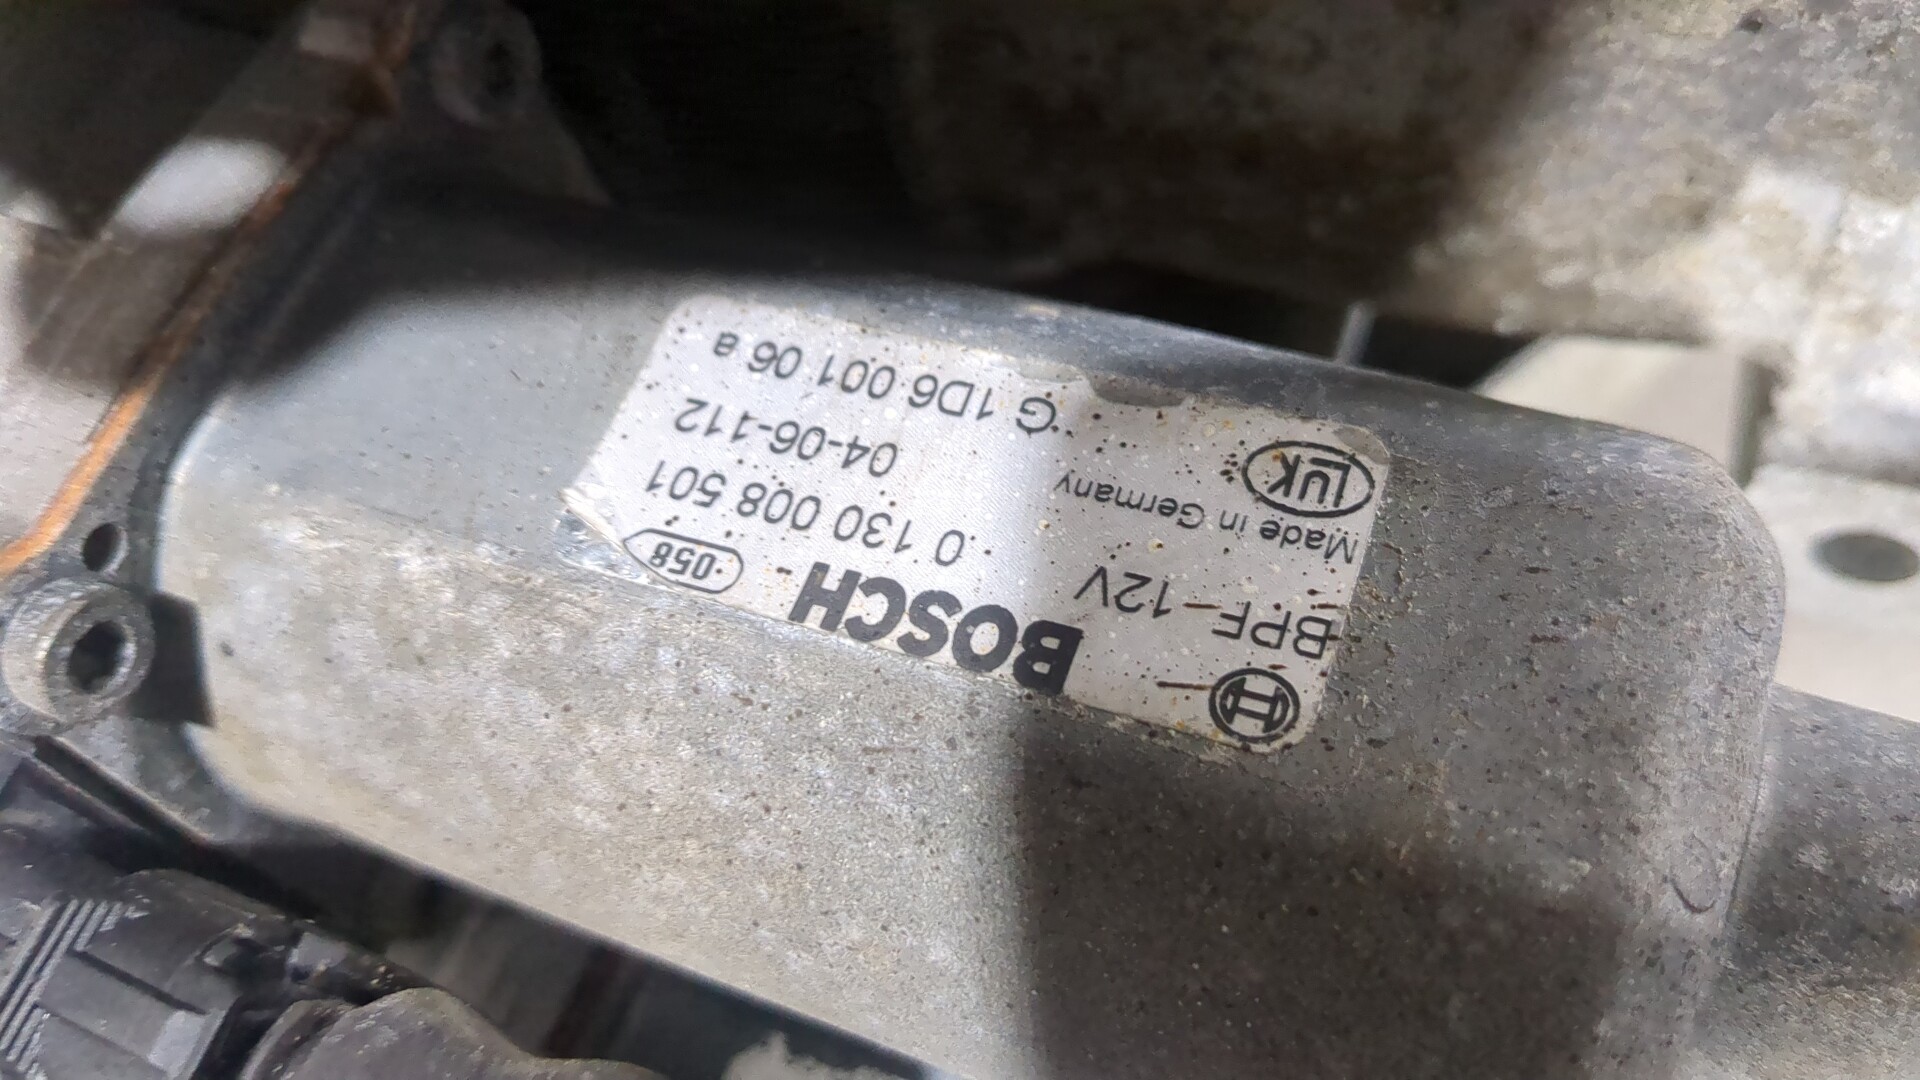 BOSCH 058
BPF 12V 0 130 008 501
Made in Germany 04-06-112
LUK G 1D6 001 06 a